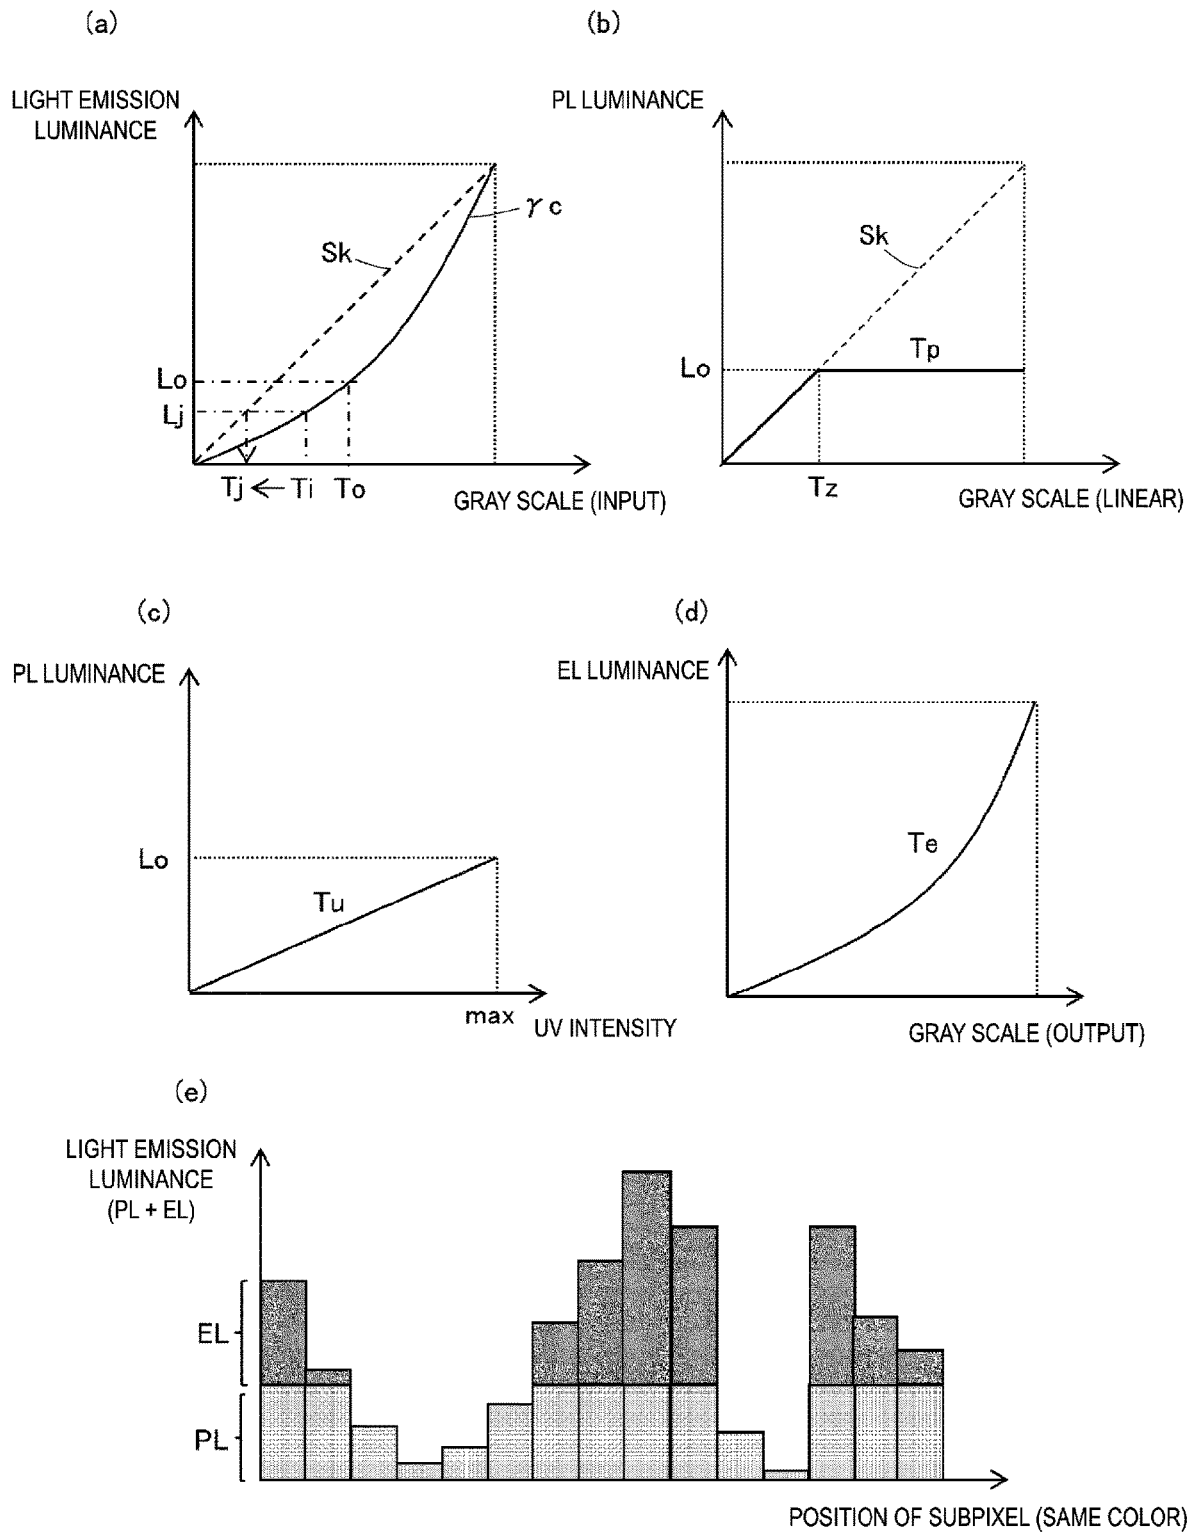 (a)
LIGHT EMISSION
LUMINANCE
γc
Sk
Lo
Lj
Tj
Ti
To
GRAY SCALE (INPUT)
(b)
PL LUMINANCE
Sk
Tp
Lo
Tz
GRAY SCALE (LINEAR)
(c)
PL LUMINANCE
Lo
Tu
max
UV INTENSITY
(d)
EL LUMINANCE
Te
GRAY SCALE (OUTPUT)
(e)
LIGHT EMISSION
LUMINANCE
(PL + EL)
EL
PL
POSITION OF SUBPIXEL (SAME COLOR)